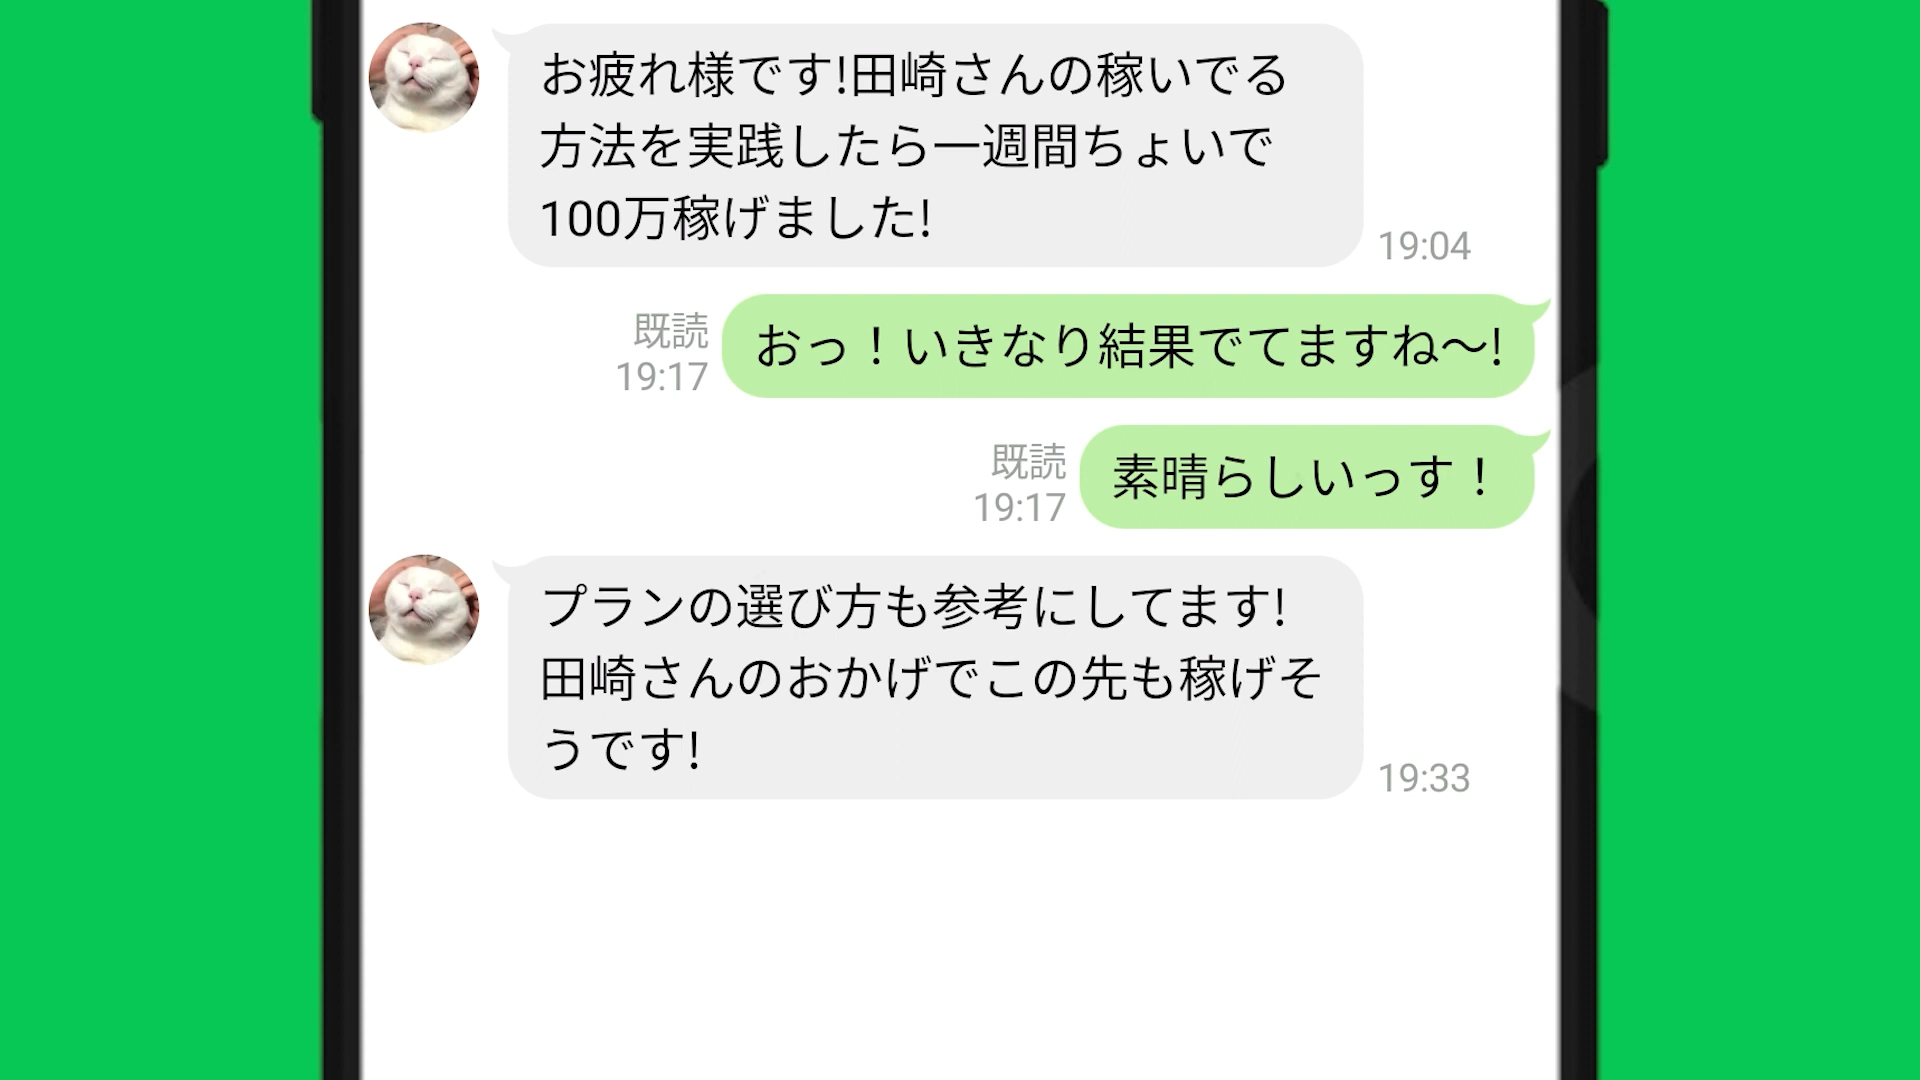 お疲れ様です!田崎さんの稼いでる
方法を実践したら一週間ちょいで
100万稼げました!
19:04
既読
19:17
おっ！いきなり結果でてますね〜!
既読
19:17
素晴らしいっす！
プランの選び方も参考にしてます!
田崎さんのおかげでこの先も稼げそ
うです!
19:33